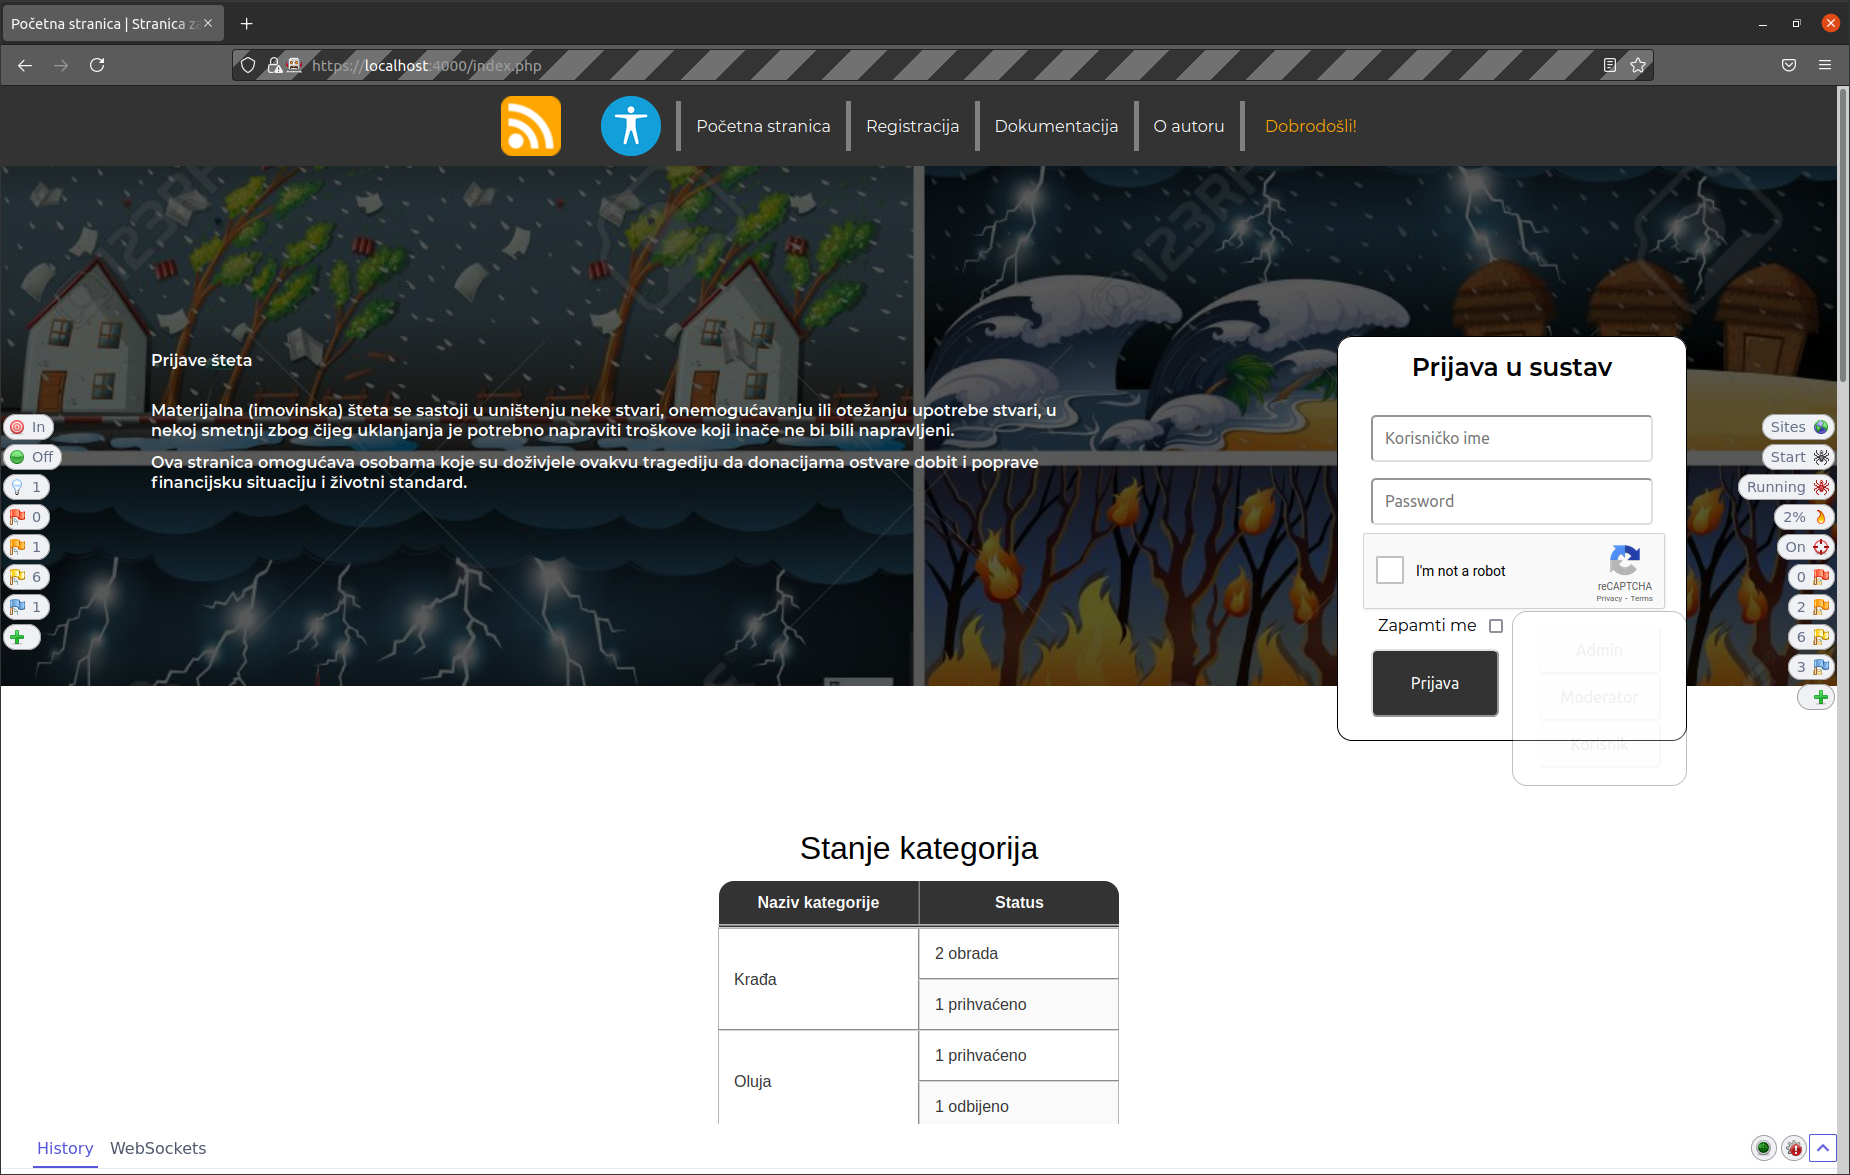 Početna stranica | Stranica za
https://localhost:4000/index.php
Početna stranica
Registracija
Dokumentacija
O autoru
Dobrodošli!
123RF
123RF
Prijave šteta
Materijalna (imovinska) šteta se sastoji u uništenju neke stvari, onemogućavanju ili otežanju upotrebe stvari, u
nekoj smetnji zbog čijeg uklanjanja je potrebno napraviti troškove koji inače ne bi bili napravljeni.
Ova stranica omogućava osobama koje su doživjele ovakvu tragediju da donacijama ostvare dobit i poprave
financijsku situaciju i životni standard.
In
Off
1
0
1
6
1
Prijava u sustav
Korisničko ime
Password
I'm not a robot
reCAPTCHA
Privacy - Terms
Zapamti me
Prijava
Admin
Moderator
Korisnik
Sites
Start
Running
2%
On
0
2
6
3
Stanje kategorija
Naziv kategorije Status
Krađa
2 obrada
1 prihvaćeno
Oluja
1 prihvaćeno
1 odbijeno
History WebSockets